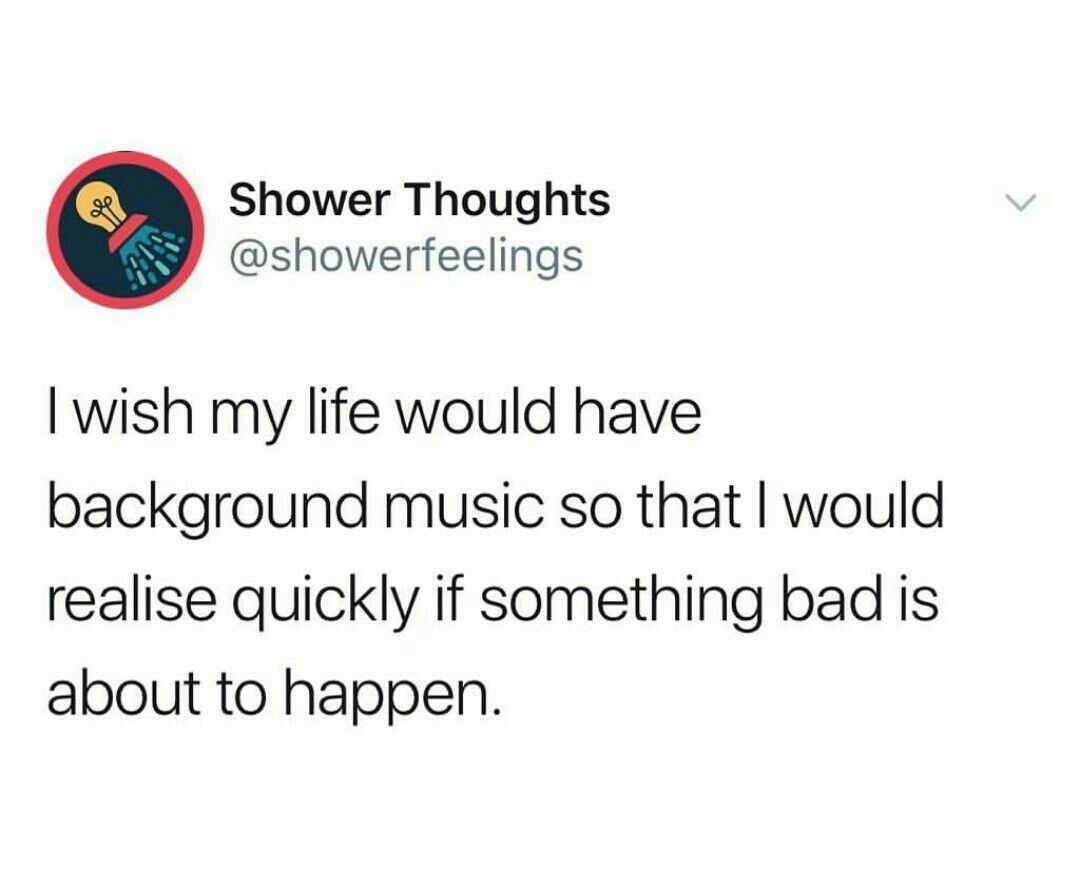 Shower Thoughts
@showerfeelings
I wish my life would have
background music so that I would
realise quickly if something bad is
about to happen.